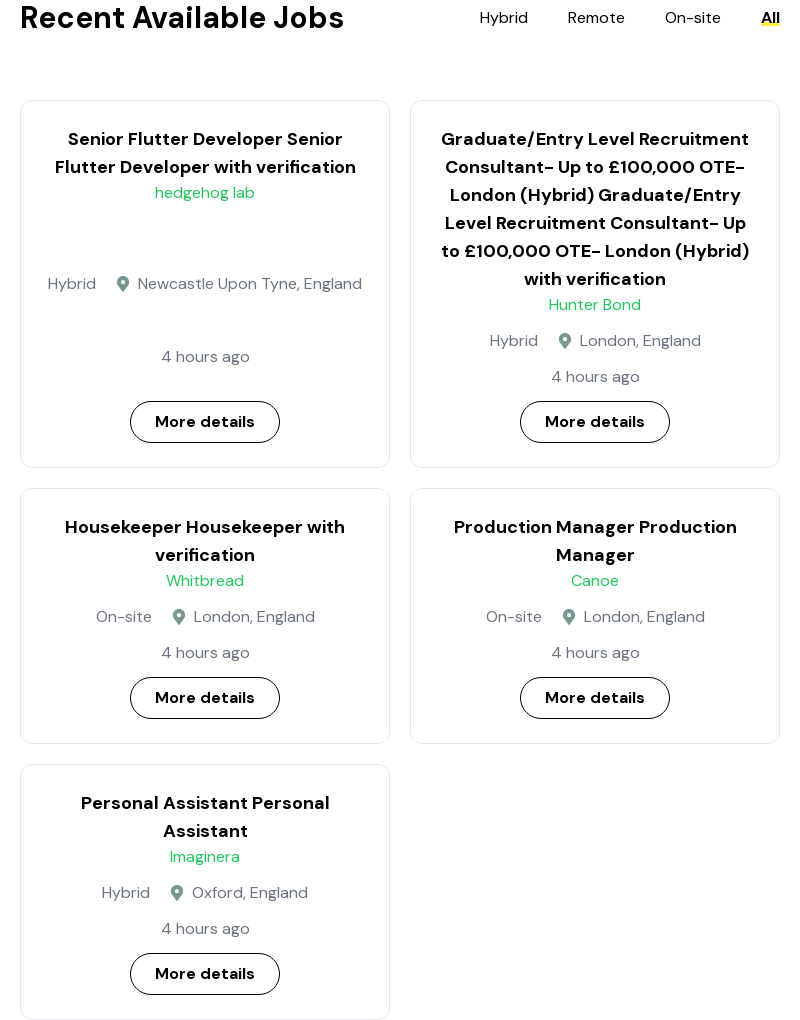 Recent Available Jobs
Hybrid Remote On-site All
Senior Flutter Developer Senior
Flutter Developer with verification
hedgehog lab
Hybrid Newcastle Upon Tyne, England
4 hours ago
More details
Graduate/Entry Level Recruitment
Consultant- Up to £100,000 OTE-
London (Hybrid) Graduate/Entry
Level Recruitment Consultant- Up
to £100,000 OTE- London (Hybrid)
with verification
Hunter Bond
Hybrid London, England
4 hours ago
More details
Housekeeper Housekeeper with
verification
Whitbread
On-site London, England
4 hours ago
More details
Production Manager Production
Manager
Canoe
On-site London, England
4 hours ago
More details
Personal Assistant Personal
Assistant
Imaginera
Hybrid Oxford, England
4 hours ago
More details